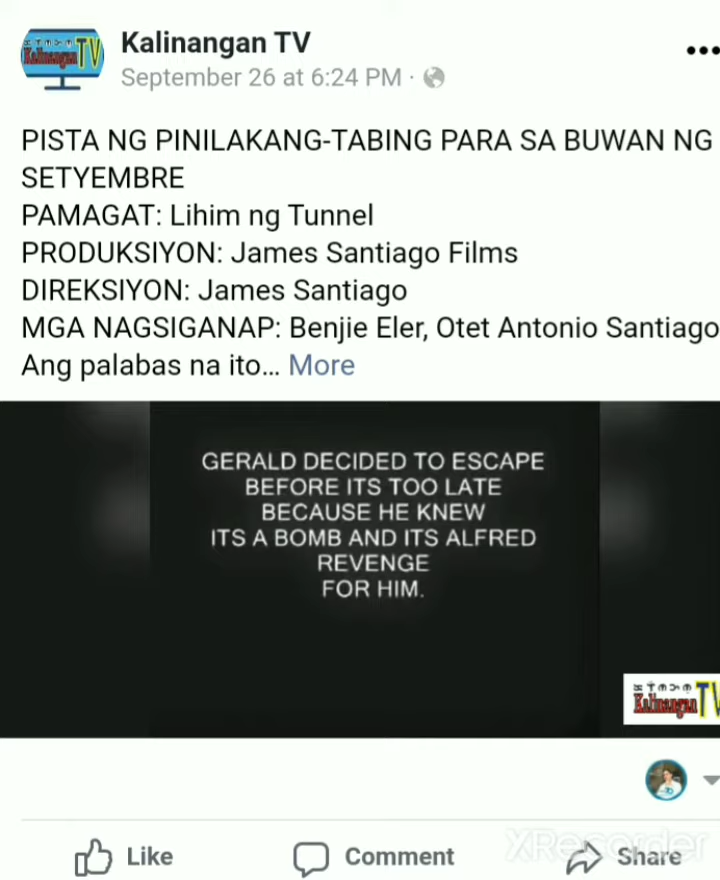 Kalinangan TV
September 26 at 6:24 PM ·
PISTA NG PINILAKANG-TABING PARA SA BUWAN NG
SETYEMBRE
PAMAGAT: Lihim ng Tunnel
PRODUKSIYON: James Santiago Films
DIREKSIYON: James Santiago
MGA NAGSIGANAP: Benjie Eler, Otet Antonio Santiago
Ang palabas na ito... More
GERALD DECIDED TO ESCAPE
BEFORE ITS TOO LATE
BECAUSE HE KNEW
ITS A BOMB AND ITS ALFRED
REVENGE
FOR HIM.
Kalinangan TV
Like
Comment
Share
XRecorder